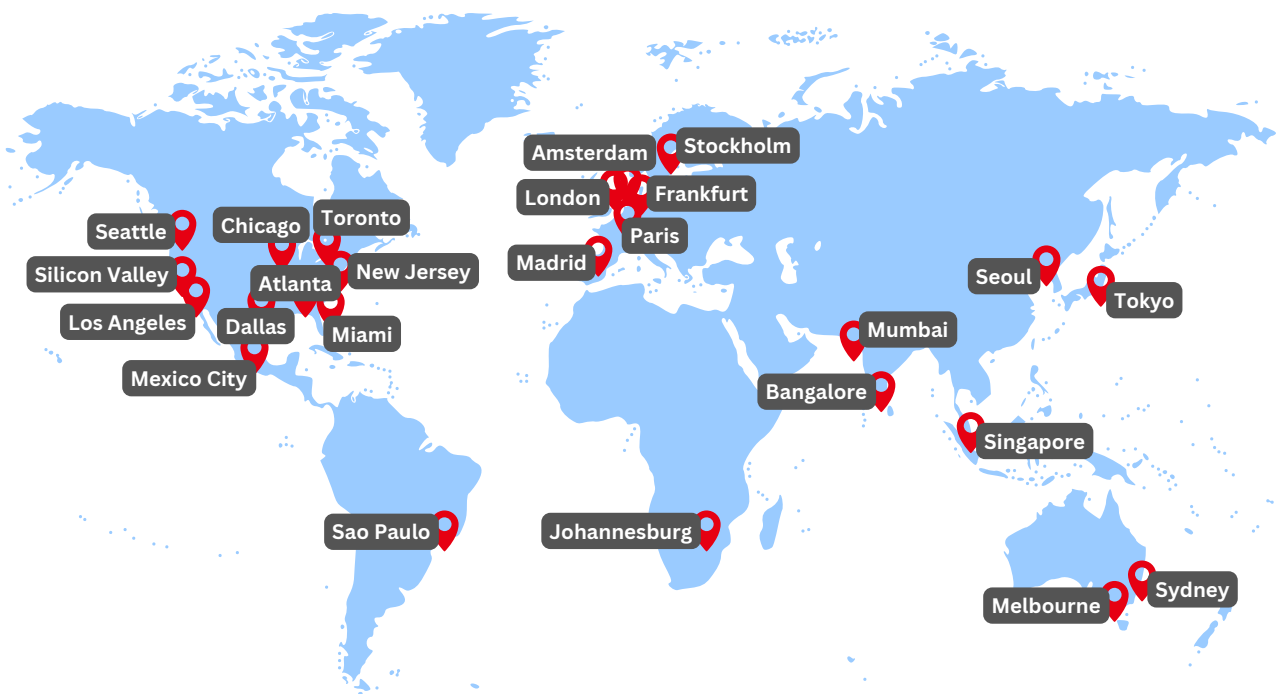 Amsterdam
Stockholm
London
Frankfurt
Toronto
Chicago
Seattle
Paris
Madrid
New Jersey
Silicon Valley
Atlanta
Seoul
Tokyo
Los Angeles
Dallas
Miami
Mumbai
Mexico City
Bangalore
Singapore
Sao Paulo
Johannesburg
Sydney
Melbourne